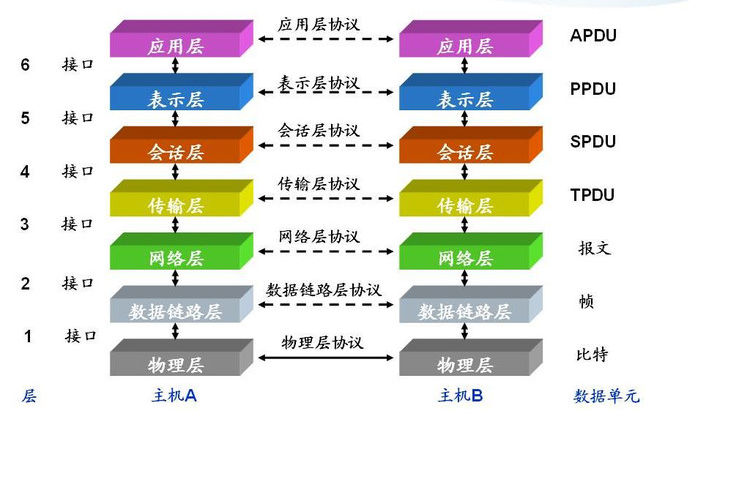 应用层 应用层协议 应用层 APDU
6 接口
表示层 表示层协议 表示层 PPDU
5 接口
会话层 会话层协议 会话层 SPDU
4 接口
传输层 传输层协议 传输层 TPDU
3 接口
网络层 网络层协议 网络层 报文
2 接口
数据链路层 数据链路层协议 数据链路层 帧
1 接口
物理层 物理层协议 物理层 比特
层 主机A 主机B 数据单元